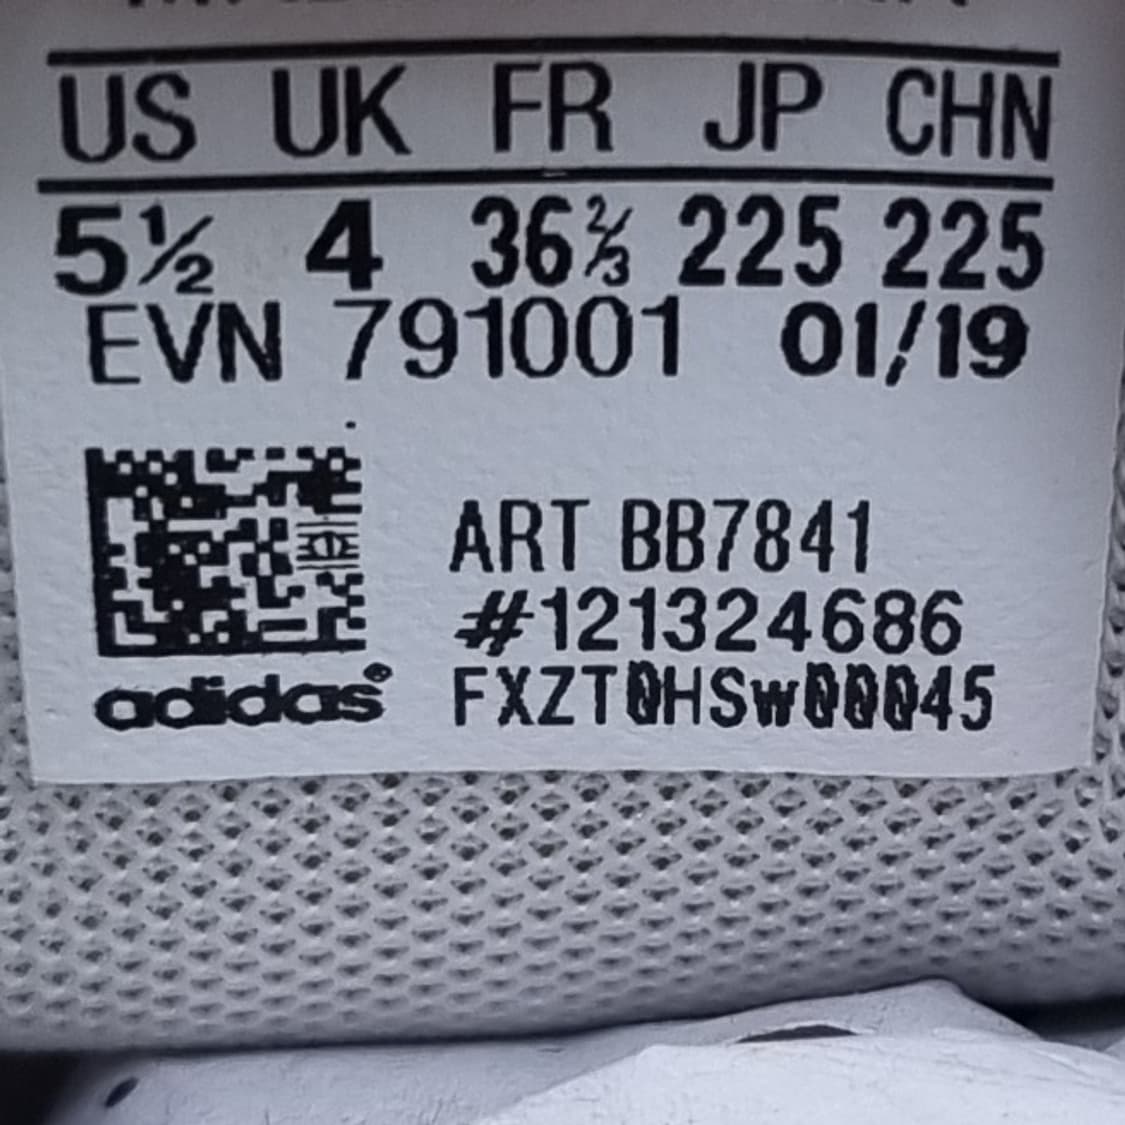 US UK FR JP CHN
5½ 4 36⅔ 225 225
EVN 791001 01/19
ART BB7841
#121324686
adidas® FXZT0HSw00045